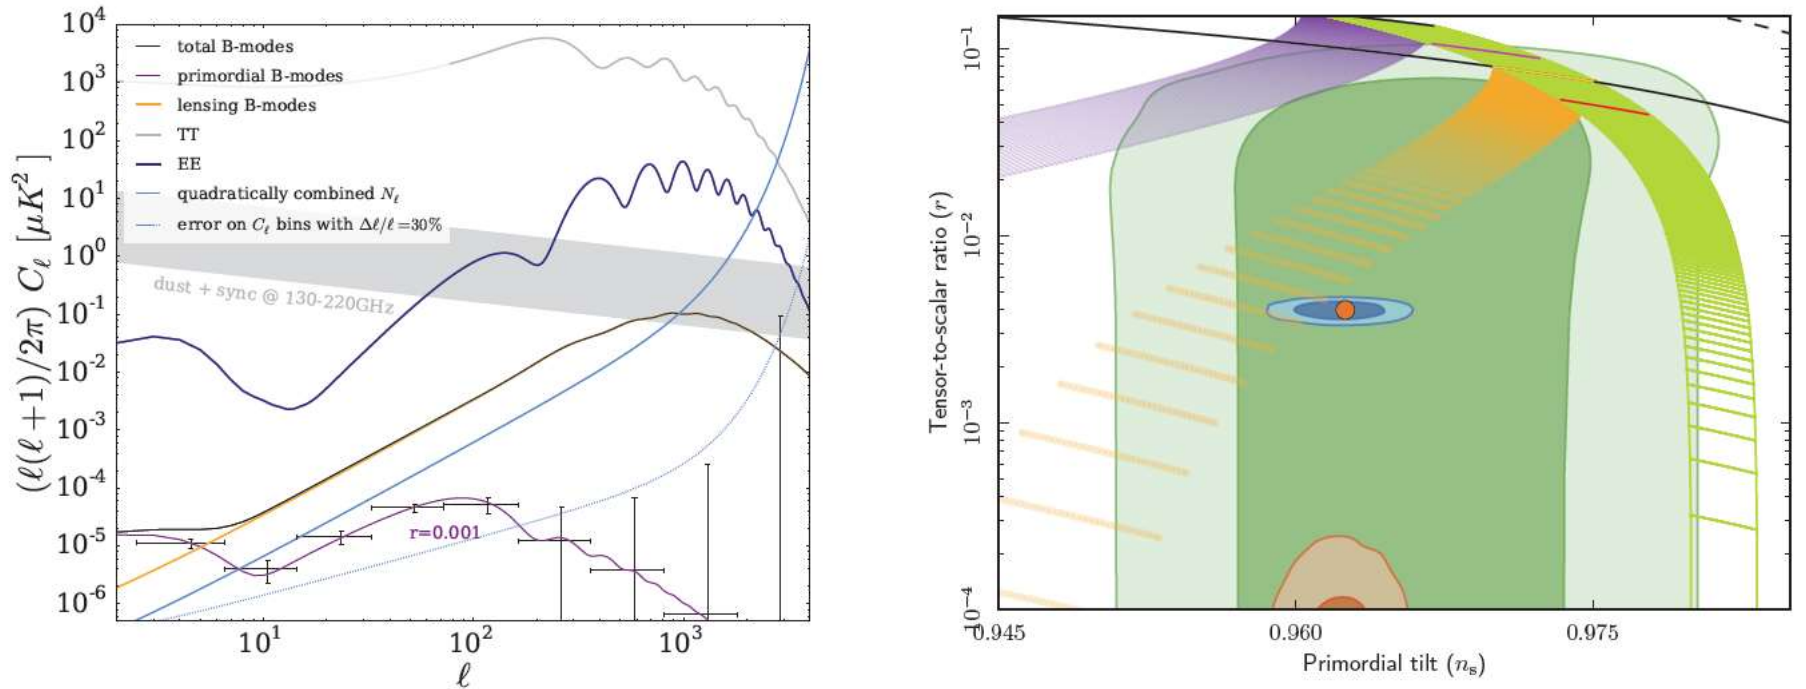 10^4
10^3
10^2
10^1
10^0
10^-1
10^-2
10^-3
10^-4
10^-5
10^-6
(ℓ(ℓ+1)/2π) C_ℓ [μK^2]
total B-modes
primordial B-modes
lensing B-modes
TT
EE
quadratically combined N_ℓ
error on C_ℓ bins with Δℓ/ℓ=30%
dust + sync @ 130-220GHz
r=0.001
10^1
10^2
10^3
ℓ
Tensor-to-scalar ratio (r)
10^-1
10^-2
10^-3
10^-4
0.945
0.960
0.975
Primordial tilt (n_s)